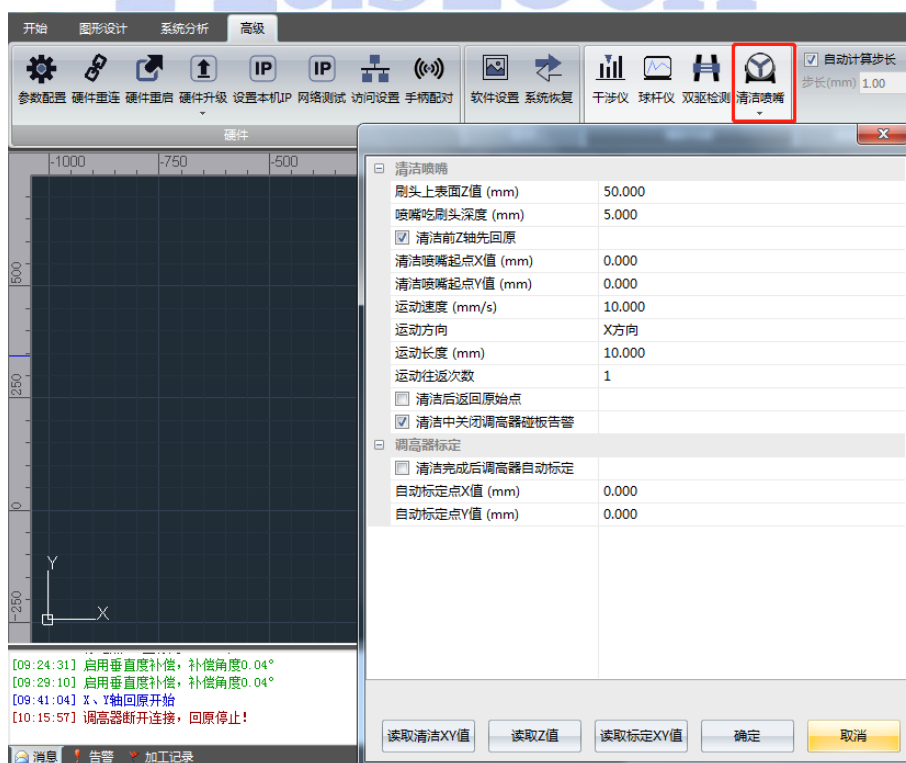 开始 图形设计 系统分析 高级
参数配置 硬件重连 硬件重启 硬件升级 设置本机IP 网络测试 访问设置 手柄配对 软件设置 系统恢复 干涉仪 球杆仪 双驱检测 清洁喷嘴
IP IP
自动计算步长
步长(mm) 1.00
硬件
-1000 -750 -500
清洁喷嘴
刷头上表面Z值 (mm) 50.000
喷嘴吃刷头深度 (mm) 5.000
清洁前Z轴先回原
清洁喷嘴起点X值 (mm) 0.000
清洁喷嘴起点Y值 (mm) 0.000
运动速度 (mm/s) 10.000
运动方向 X方向
运动长度 (mm) 10.000
运动往返次数 1
清洁后返回原始点
清洁中关闭调高器碰板告警
调高器标定
清洁完成后调高器自动标定
自动标定点X值 (mm) 0.000
自动标定点Y值 (mm) 0.000
500
250
0
-250
Y
X
[09:24:31] 启用垂直度补偿，补偿角度0.04°
[09:29:10] 启用垂直度补偿，补偿角度0.04°
[09:41:04] X、Y轴回原开始
[10:15:57] 调高器断开连接，回原停止！
读取清洁XY值 读取Z值 读取标定XY值 确定 取消
消息 告警 加工记录